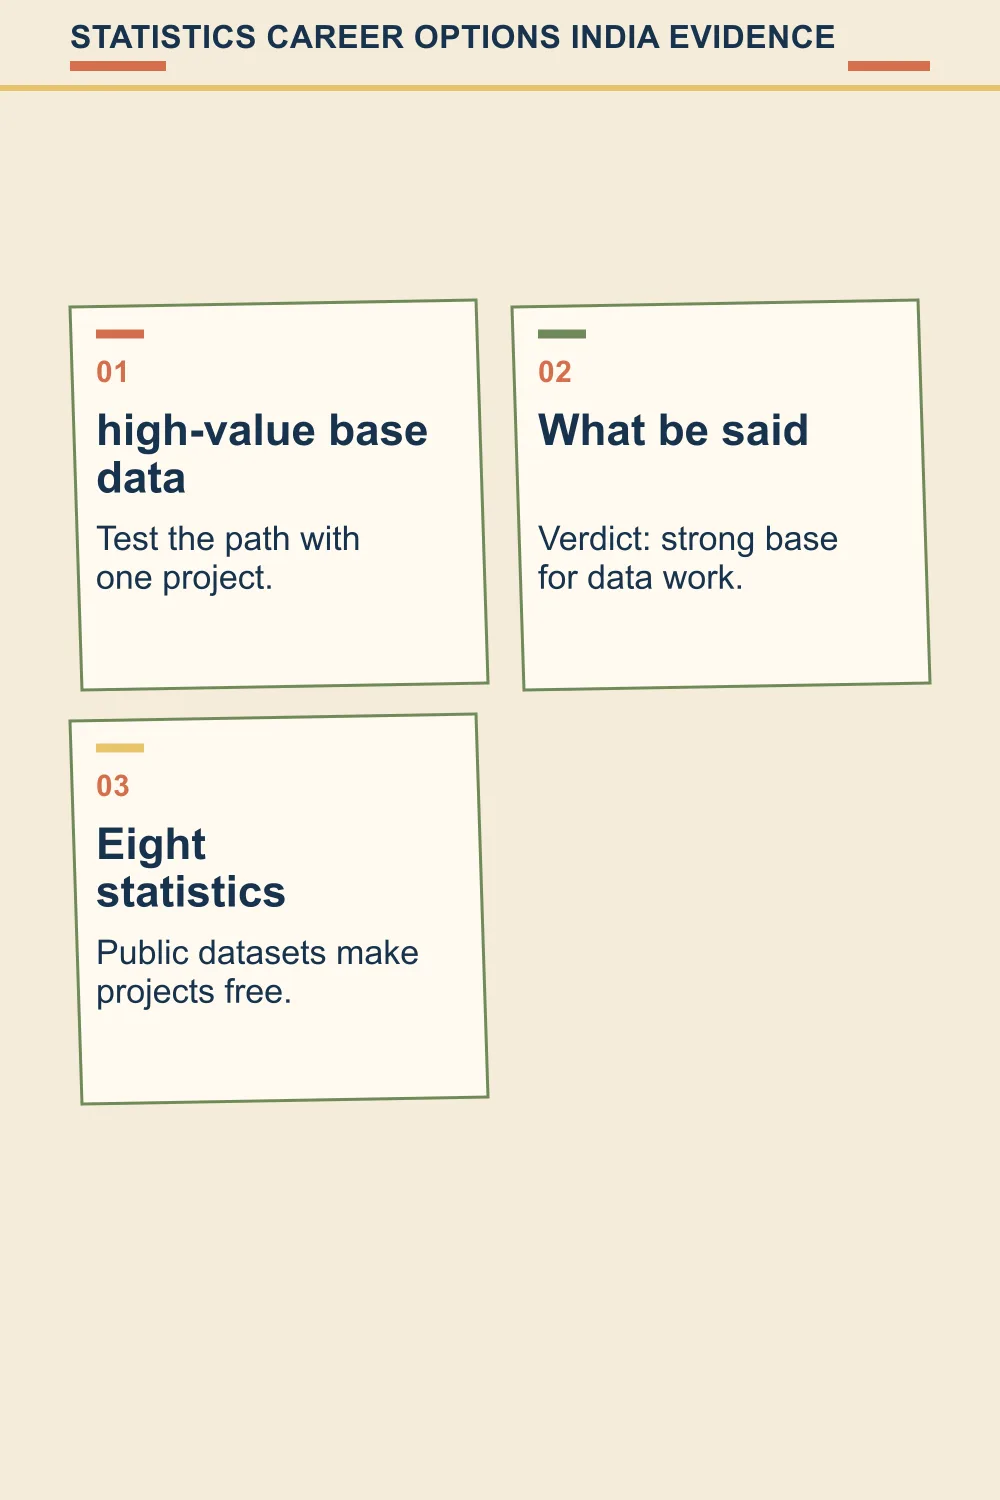 STATISTICS CAREER OPTIONS INDIA EVIDENCE
01
high-value base
data
Test the path with
one project.
02
What be said
Verdict: strong base
for data work.
03
Eight
statistics
Public datasets make
projects free.